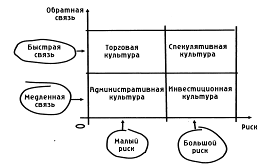 Обратная
связь
Быстрая
связь
Торговая
культура
Спекулятивная
культура
Медленная
связь
Административная
культура
Инвестиционная
культура
0
Риск
Малый
риск
Большой
риск